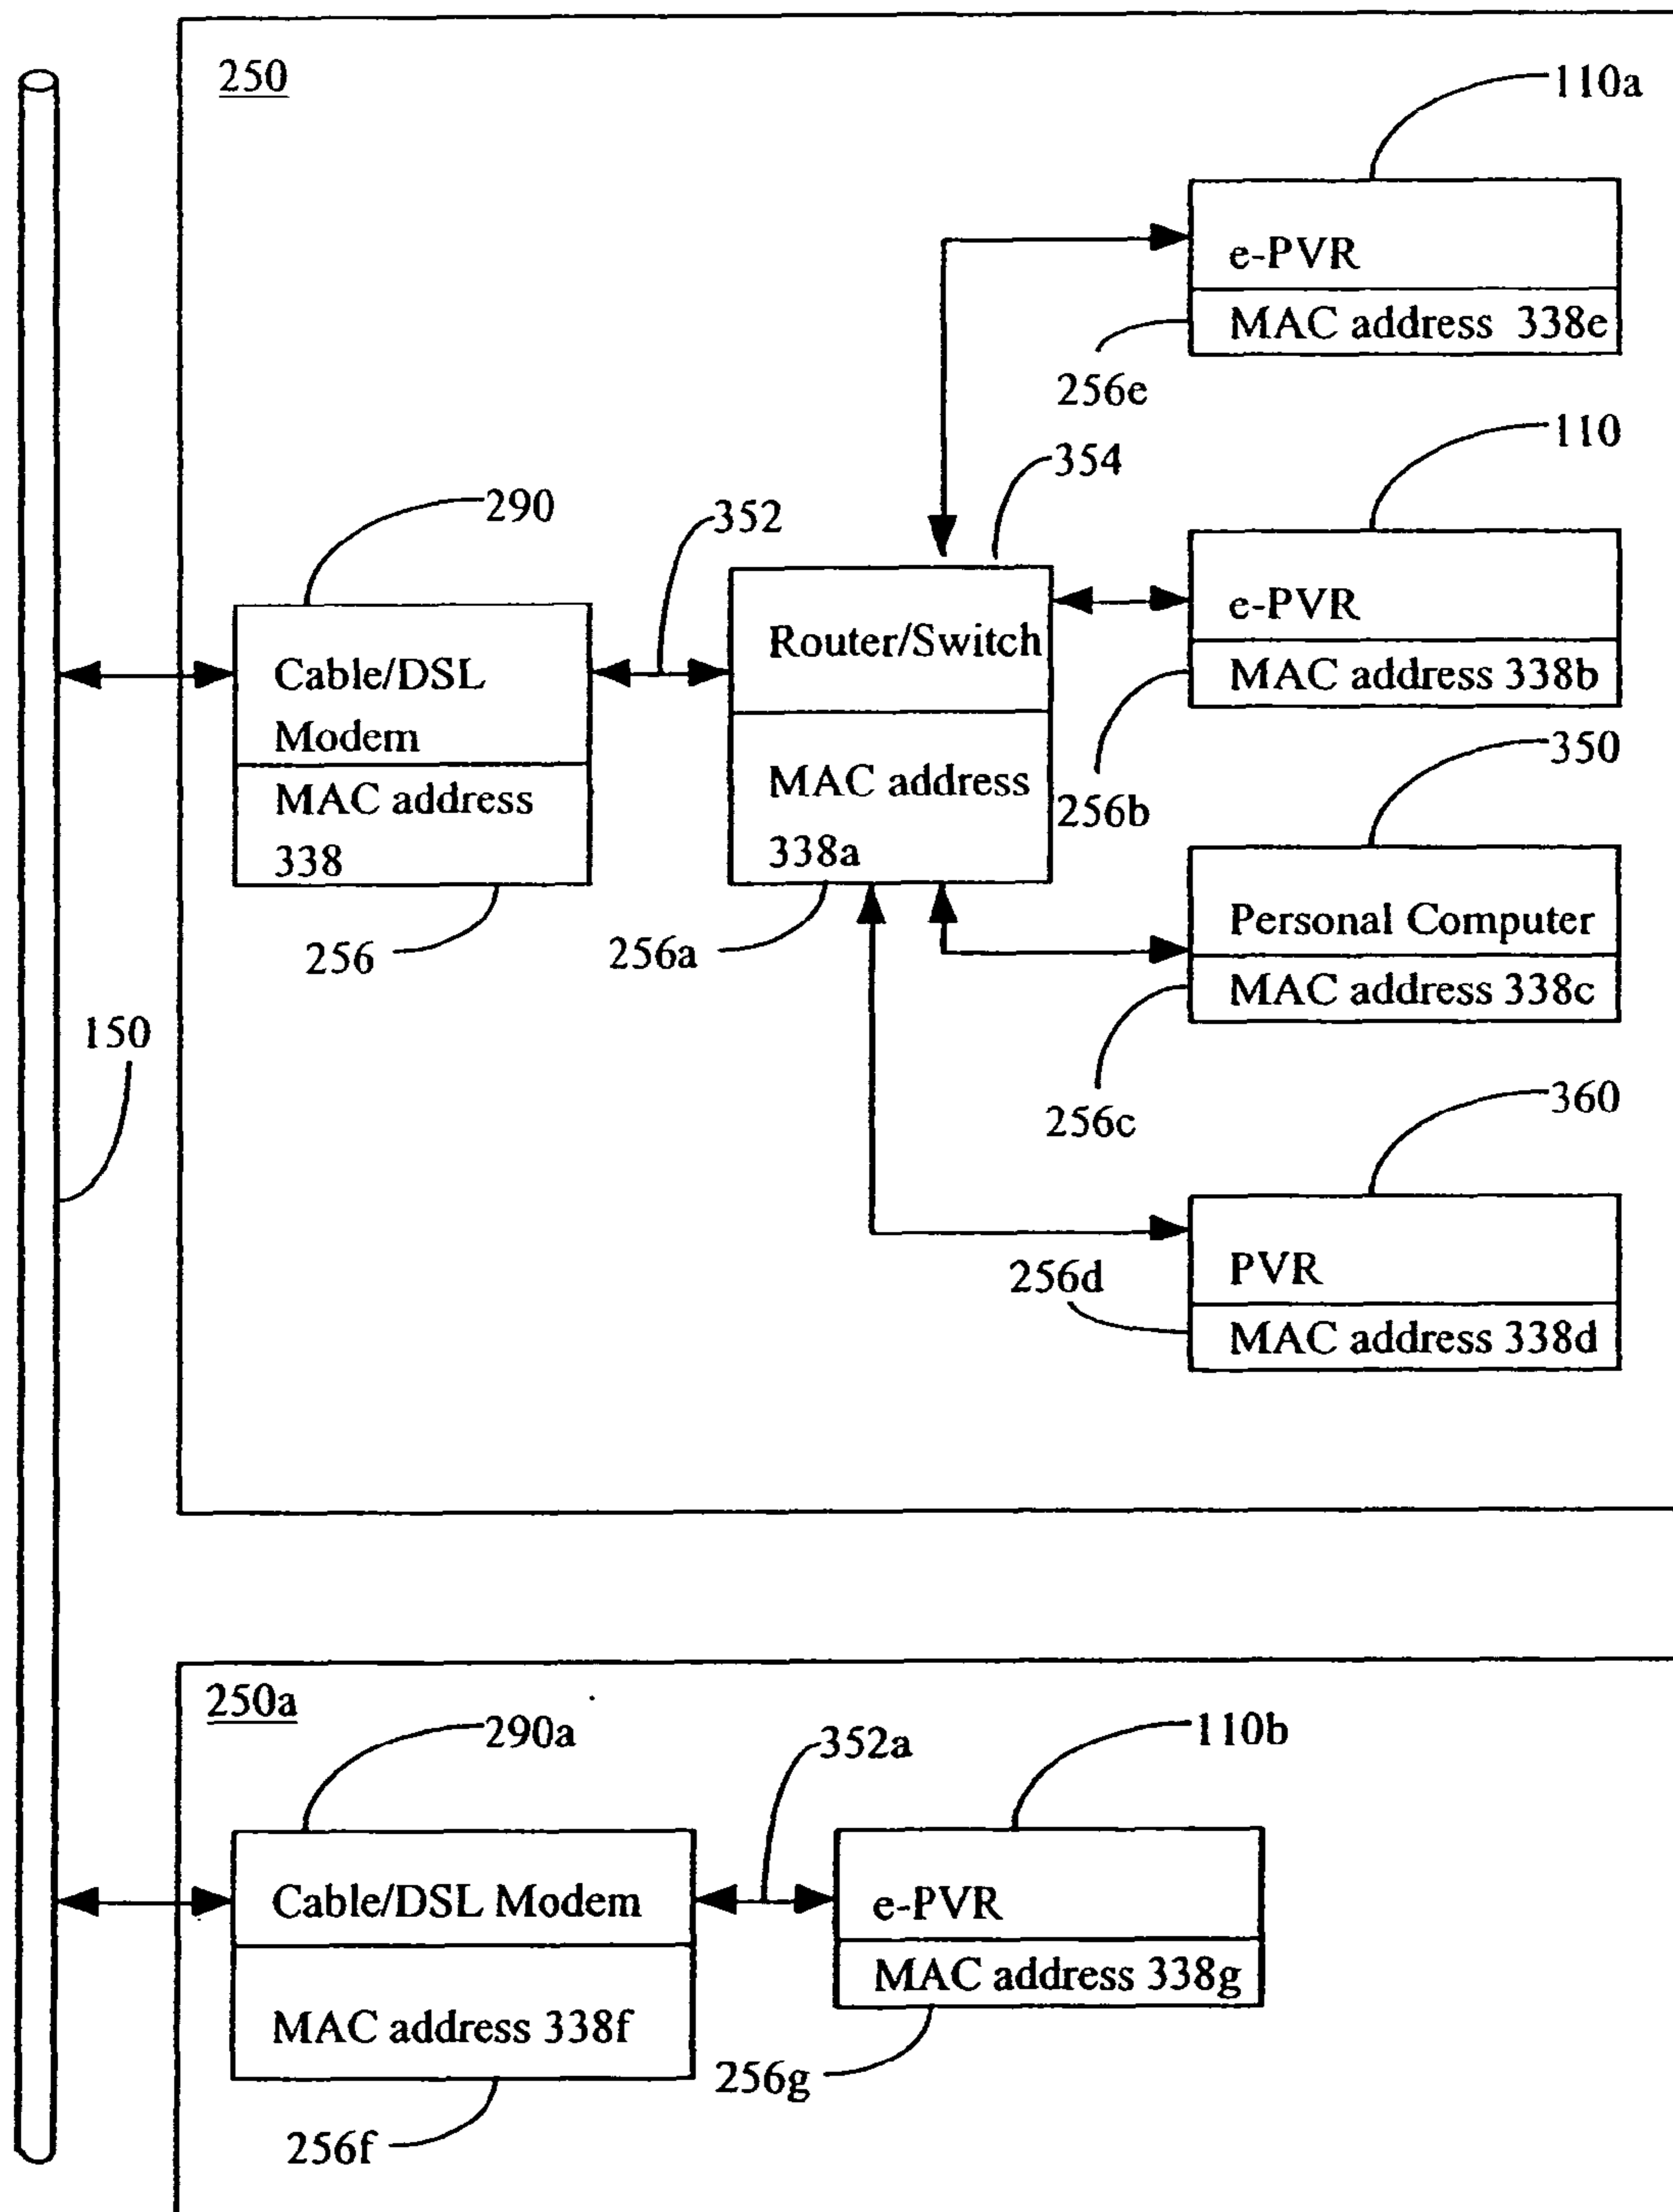 250
110a
e-PVR
MAC address 338e
256e
110
354
290
352
e-PVR
Router/Switch
Cable/DSL
Modem
MAC address 338b
350
MAC address
338a
MAC address
338
256b
Personal Computer
256
256a
MAC address 338c
150
256c
360
256d
PVR
MAC address 338d
250a
290a
352a
110b
Cable/DSL Modem
e-PVR
MAC address 338g
MAC address 338f
256g
256f